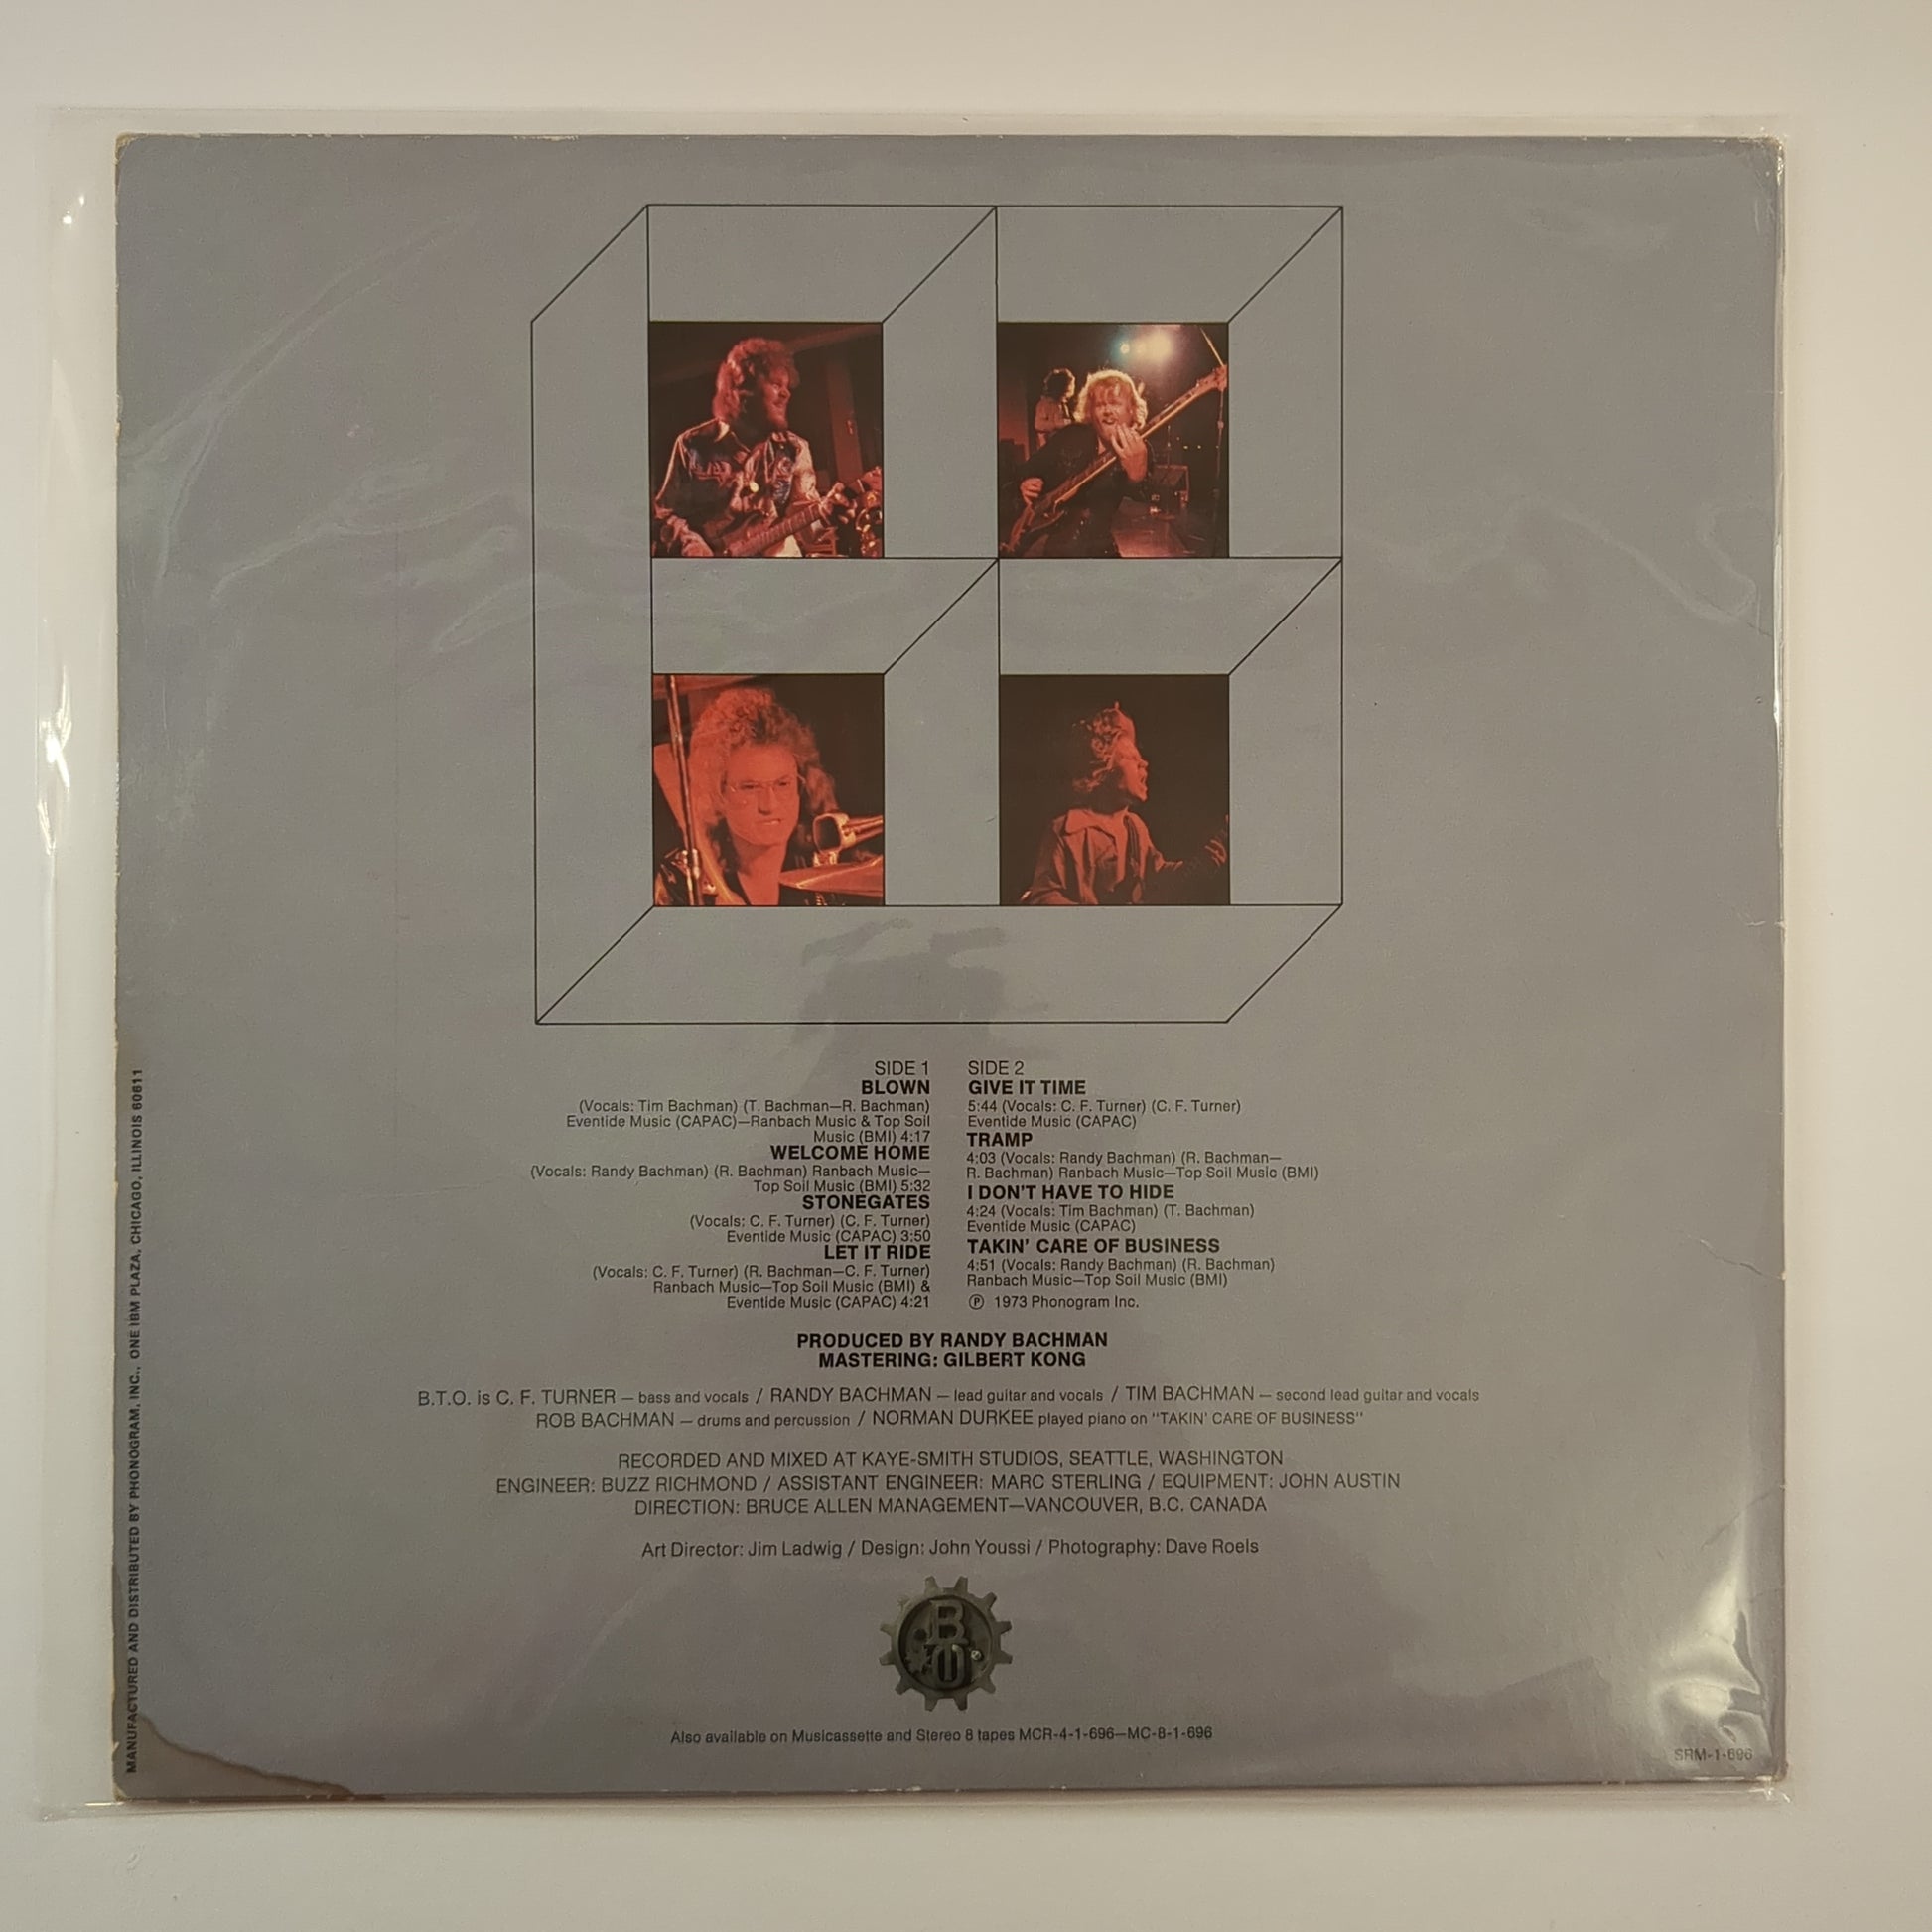 SIDE 1
BLOWN
(Vocals: Tim Bachman) (T. Bachman—R. Bachman)
Eventide Music (CAPAC)—Ranbach Music & Top Soil
Music (BMI) 4:17
WELCOME HOME
(Vocals: Randy Bachman) (R. Bachman) Ranbach Music—
Top Soil Music (BMI) 5:32
STONEGATES
(Vocals: C. F. Turner) (C. F. Turner)
Eventide Music (CAPAC) 3:50
LET IT RIDE
(Vocals: C. F. Turner) (R. Bachman—C. F. Turner)
Ranbach Music—Top Soil Music (BMI) &
Eventide Music (CAPAC) 4:21
SIDE 2
GIVE IT TIME
5:44 (Vocals: C. F. Turner) (C. F. Turner)
Eventide Music (CAPAC)
TRAMP
4:03 (Vocals: Randy Bachman) (R. Bachman—
R. Bachman) Ranbach Music—Top Soil Music (BMI)
I DON'T HAVE TO HIDE
4:24 (Vocals: Tim Bachman) (T. Bachman)
Eventide Music (CAPAC)
TAKIN' CARE OF BUSINESS
4:51 (Vocals: Randy Bachman) (R. Bachman)
Ranbach Music—Top Soil Music (BMI)
Ⓟ 1973 Phonogram Inc.
PRODUCED BY RANDY BACHMAN
MASTERING: GILBERT KONG
B.T.O. is C. F. TURNER — bass and vocals / RANDY BACHMAN — lead guitar and vocals / TIM BACHMAN — second lead guitar and vocals
ROB BACHMAN — drums and percussion / NORMAN DURKEE played piano on "TAKIN' CARE OF BUSINESS"
RECORDED AND MIXED AT KAYE-SMITH STUDIOS, SEATTLE, WASHINGTON
ENGINEER: BUZZ RICHMOND / ASSISTANT ENGINEER: MARC STERLING / EQUIPMENT: JOHN AUSTIN
DIRECTION: BRUCE ALLEN MANAGEMENT—VANCOUVER, B.C. CANADA
Art Director: Jim Ladwig / Design: John Youssi / Photography: Dave Roels
B
TO
Also available on Musicassette and Stereo 8 tapes MCR-4-1-696—MC-8-1-696
SRM-1-696
MANUFACTURED AND DISTRIBUTED BY PHONOGRAM, INC., ONE IBM PLAZA, CHICAGO, ILLINOIS 60611